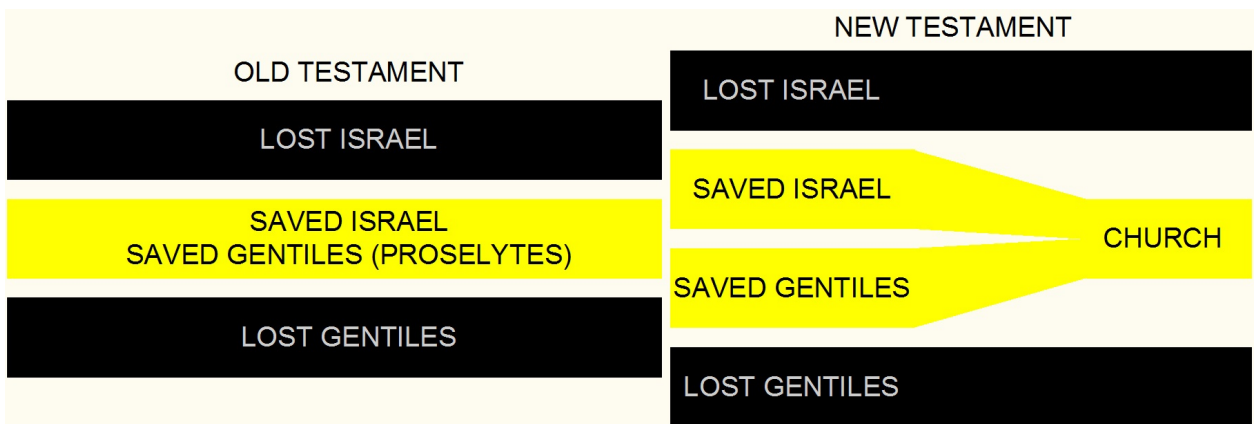 OLD TESTAMENT
LOST ISRAEL
SAVED ISRAEL
SAVED GENTILES (PROSELYTES)
LOST GENTILES
NEW TESTAMENT
LOST ISRAEL
SAVED ISRAEL
SAVED GENTILES
CHURCH
LOST GENTILES